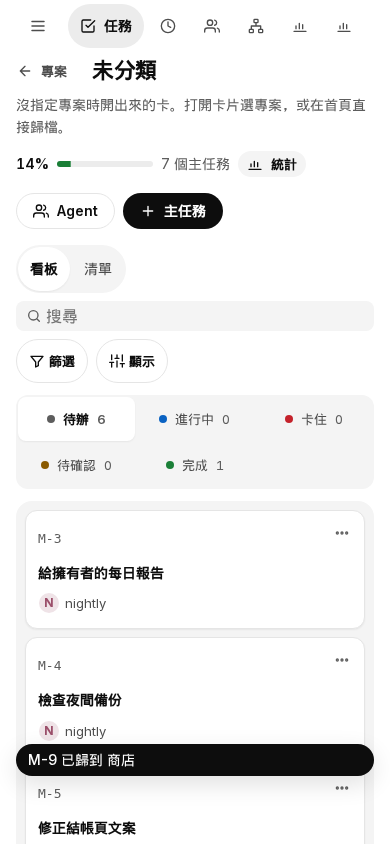 任務
專案
未分類
沒指定專案時開出來的卡。打開卡片選專案，或在首頁直
接歸檔。
14% 7 個主任務 統計
Agent 主任務
看板 清單
搜尋
篩選 顯示
待辦 6 進行中 0 卡住 0
待確認 0 完成 1
M-3
給擁有者的每日報告
N nightly
M-4
檢查夜間備份
N nightly
M-9 已歸到 商店
M-5
修正結帳頁文案